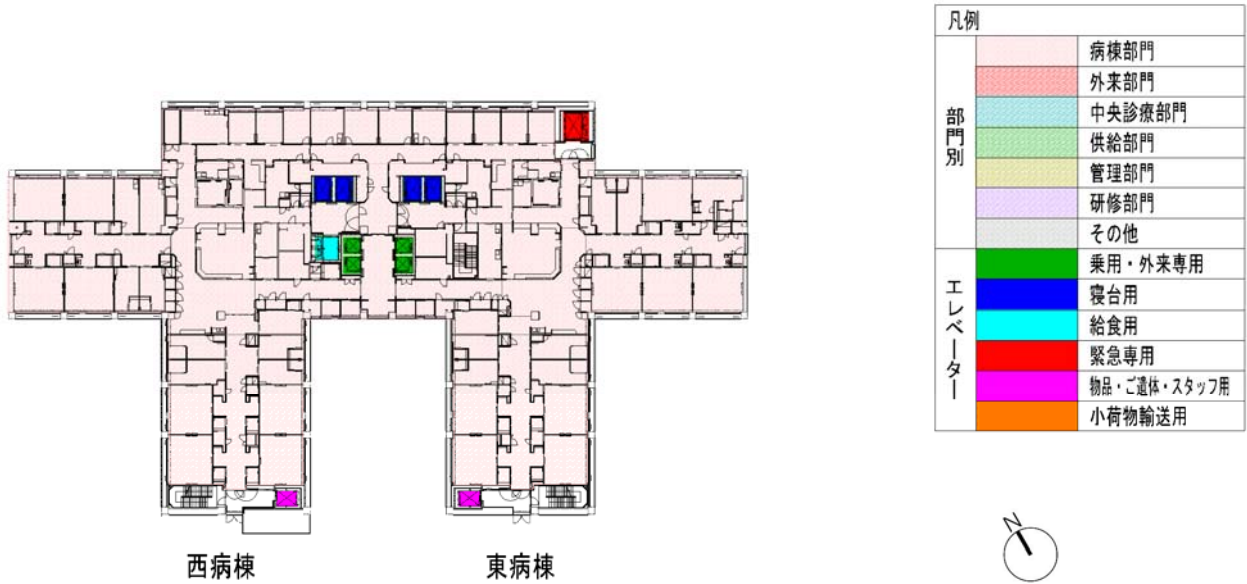 凡例
部門別
病棟部門
外来部門
中央診療部門
供給部門
管理部門
研修部門
その他
エレベーター
乗用・外来専用
寝台用
給食用
緊急専用
物品・ご遺体・スタッフ用
小荷物輸送用
N
西病棟
東病棟